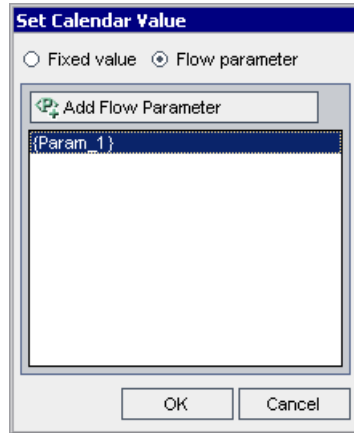 Set Calendar Value
Fixed value Flow parameter
Add Flow Parameter
{Param_1}
OK Cancel